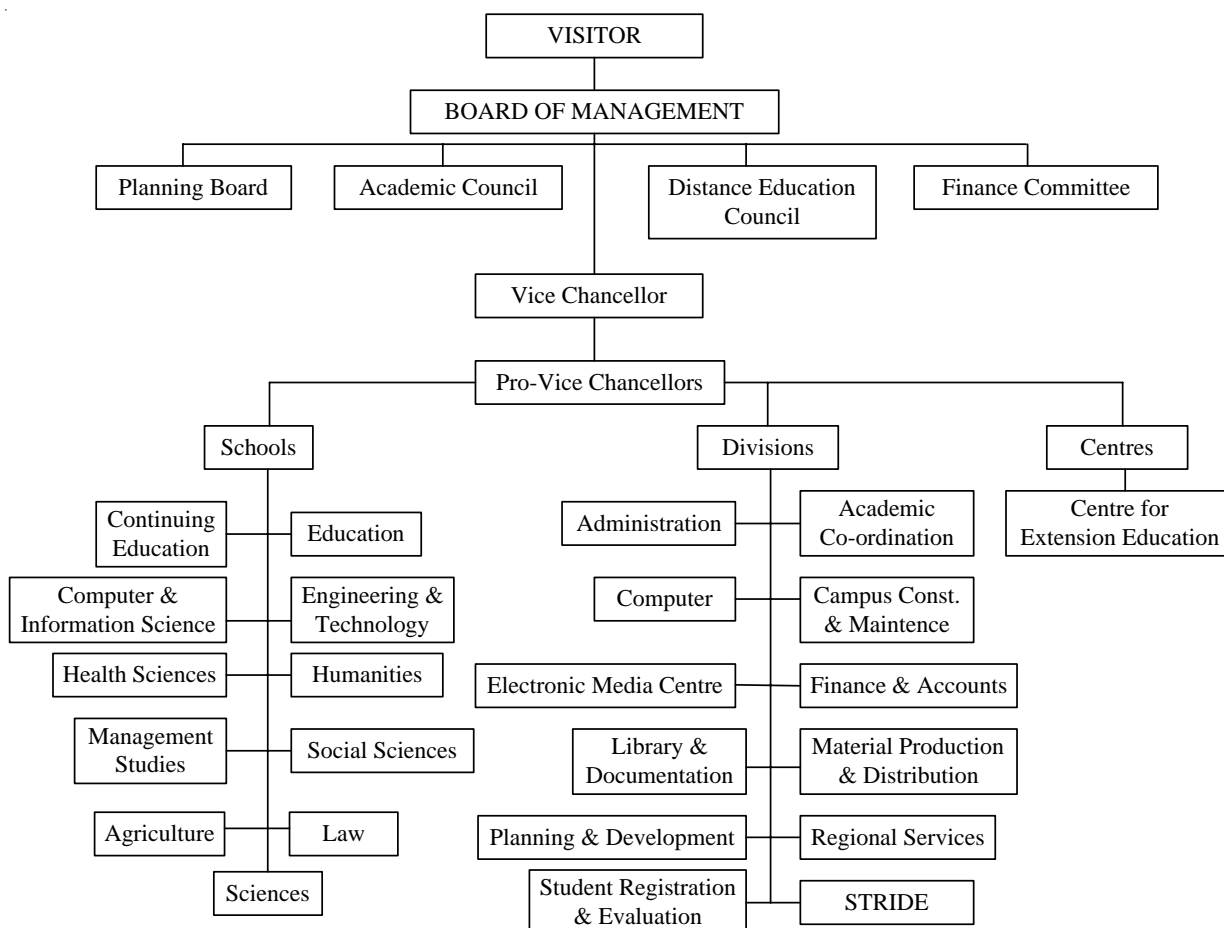 VISITOR
BOARD OF MANAGEMENT
Planning Board
Academic Council
Distance Education
Council
Finance Committee
Vice Chancellor
Pro-Vice Chancellors
Schools
Divisions
Centres
Continuing
Education
Education
Computer &
Information Science
Engineering &
Technology
Health Sciences
Humanities
Management
Studies
Social Sciences
Agriculture
Law
Sciences
Administration
Academic
Co-ordination
Computer
Campus Const.
& Maintence
Electronic Media Centre
Finance & Accounts
Library &
Documentation
Material Production
& Distribution
Planning & Development
Regional Services
Student Registration
& Evaluation
STRIDE
Centre for
Extension Education